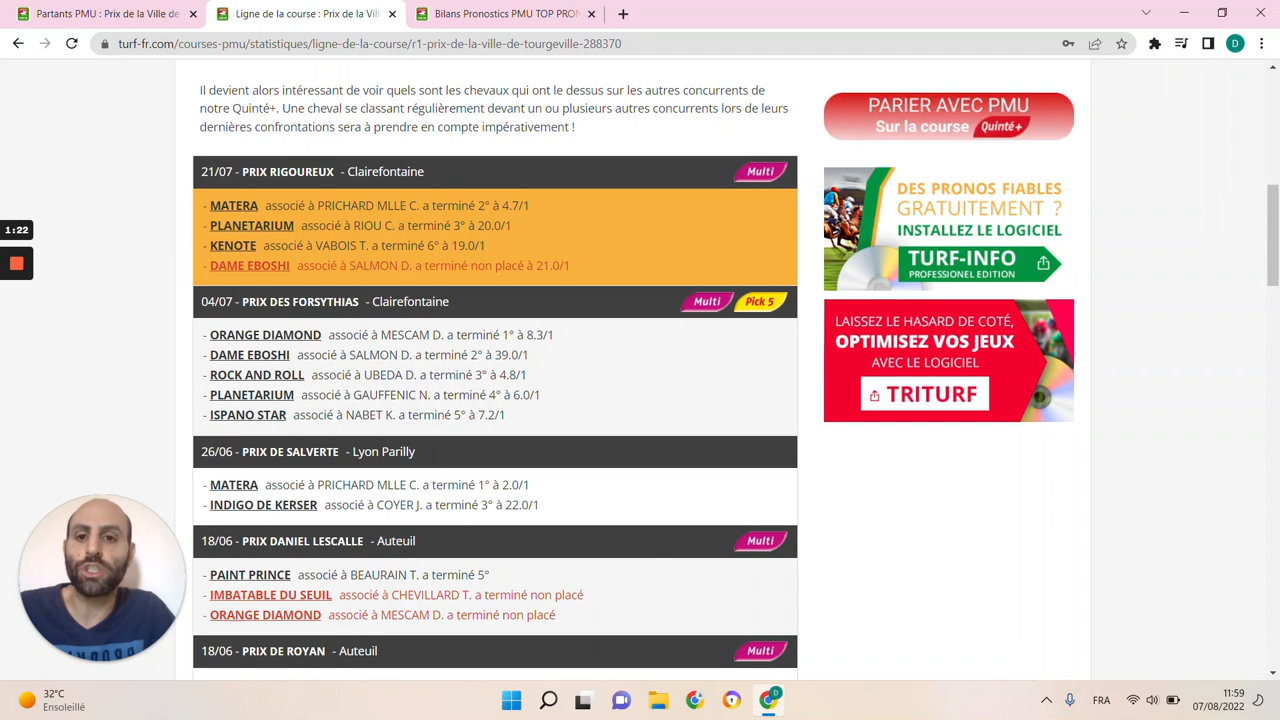 Partants PMU : Prix de la Ville de
Ligne de la course : Prix de la Vill
Bilans Pronostics PMU TOP PRON
turf-fr.com/courses-pmu/statistiques/ligne-de-la-course/r1-prix-de-la-ville-de-tourgeville-288370
D
Il devient alors intéressant de voir quels sont les chevaux qui ont le dessus sur les autres concurrents de
notre Quinté+. Une cheval se classant régulièrement devant un ou plusieurs autres concurrents lors de leurs
dernières confrontations sera à prendre en compte impérativement !
21/07 - PRIX RIGOUREUX - Clairefontaine Multi
- MATERA associé à PRICHARD MLLE C. a terminé 2° à 4.7/1
- PLANETARIUM associé à RIOU C. a terminé 3° à 20.0/1
- KENOTE associé à VABOIS T. a terminé 6° à 19.0/1
- DAME EBOSHI associé à SALMON D. a terminé non placé à 21.0/1
04/07 - PRIX DES FORSYTHIAS - Clairefontaine Multi Pick 5
- ORANGE DIAMOND associé à MESCAM D. a terminé 1° à 8.3/1
- DAME EBOSHI associé à SALMON D. a terminé 2° à 39.0/1
- ROCK AND ROLL associé à UBEDA D. a terminé 3° à 4.8/1
- PLANETARIUM associé à GAUFFENIC N. a terminé 4° à 6.0/1
- ISPANO STAR associé à NABET K. a terminé 5° à 7.2/1
26/06 - PRIX DE SALVERTE - Lyon Parilly
- MATERA associé à PRICHARD MLLE C. a terminé 1° à 2.0/1
- INDIGO DE KERSER associé à COYER J. a terminé 3° à 22.0/1
18/06 - PRIX DANIEL LESCALLE - Auteuil Multi
- PAINT PRINCE associé à BEAURAIN T. a terminé 5°
- IMBATABLE DU SEUIL associé à CHEVILLARD T. a terminé non placé
- ORANGE DIAMOND associé à MESCAM D. a terminé non placé
18/06 - PRIX DE ROYAN - Auteuil Multi
PARIER AVEC PMU
Sur la course Quinté+
DES PRONOS FIABLES
GRATUITEMENT ?
INSTALLEZ LE LOGICIEL
TURF-INFO
PROFESSIONEL EDITION
LAISSEZ LE HASARD DE COTÉ,
OPTIMISEZ VOS JEUX
AVEC LE LOGICIEL
TRITURF
1:22
32°C
Ensoleillé
D
FRA
11:59
07/08/2022